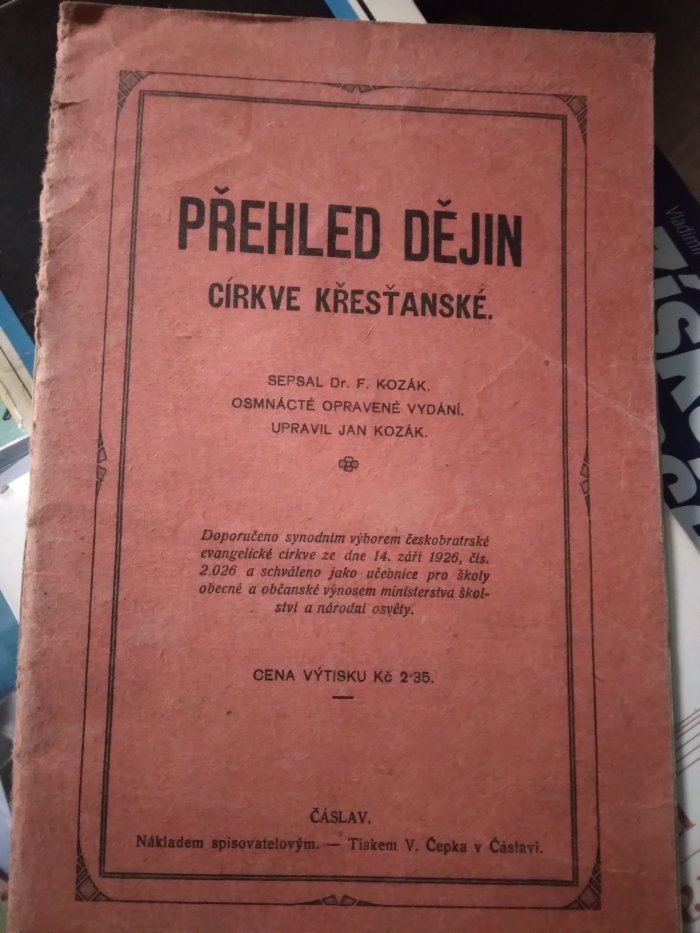 PŘEHLED DĚJIN
CÍRKVE KŘESŤANSKÉ.
SEPSAL Dr. F. KOZÁK.
OSMNÁCTÉ OPRAVENÉ VYDÁNÍ.
UPRAVIL JAN KOZÁK.
Doporučeno synodním výborem českobratrské
evangelické církve ze dne 14. září 1926, čís.
2.026 a schváleno jako učebnice pro školy
obecné a občanské výnosem ministerstva škol-
ství a národní osvěty.
CENA VÝTISKU Kč 2·35.
ČÁSLAV.
Nákladem spisovatelovým. — Tiskem V. Čepka v Čáslavi.
Vladimír